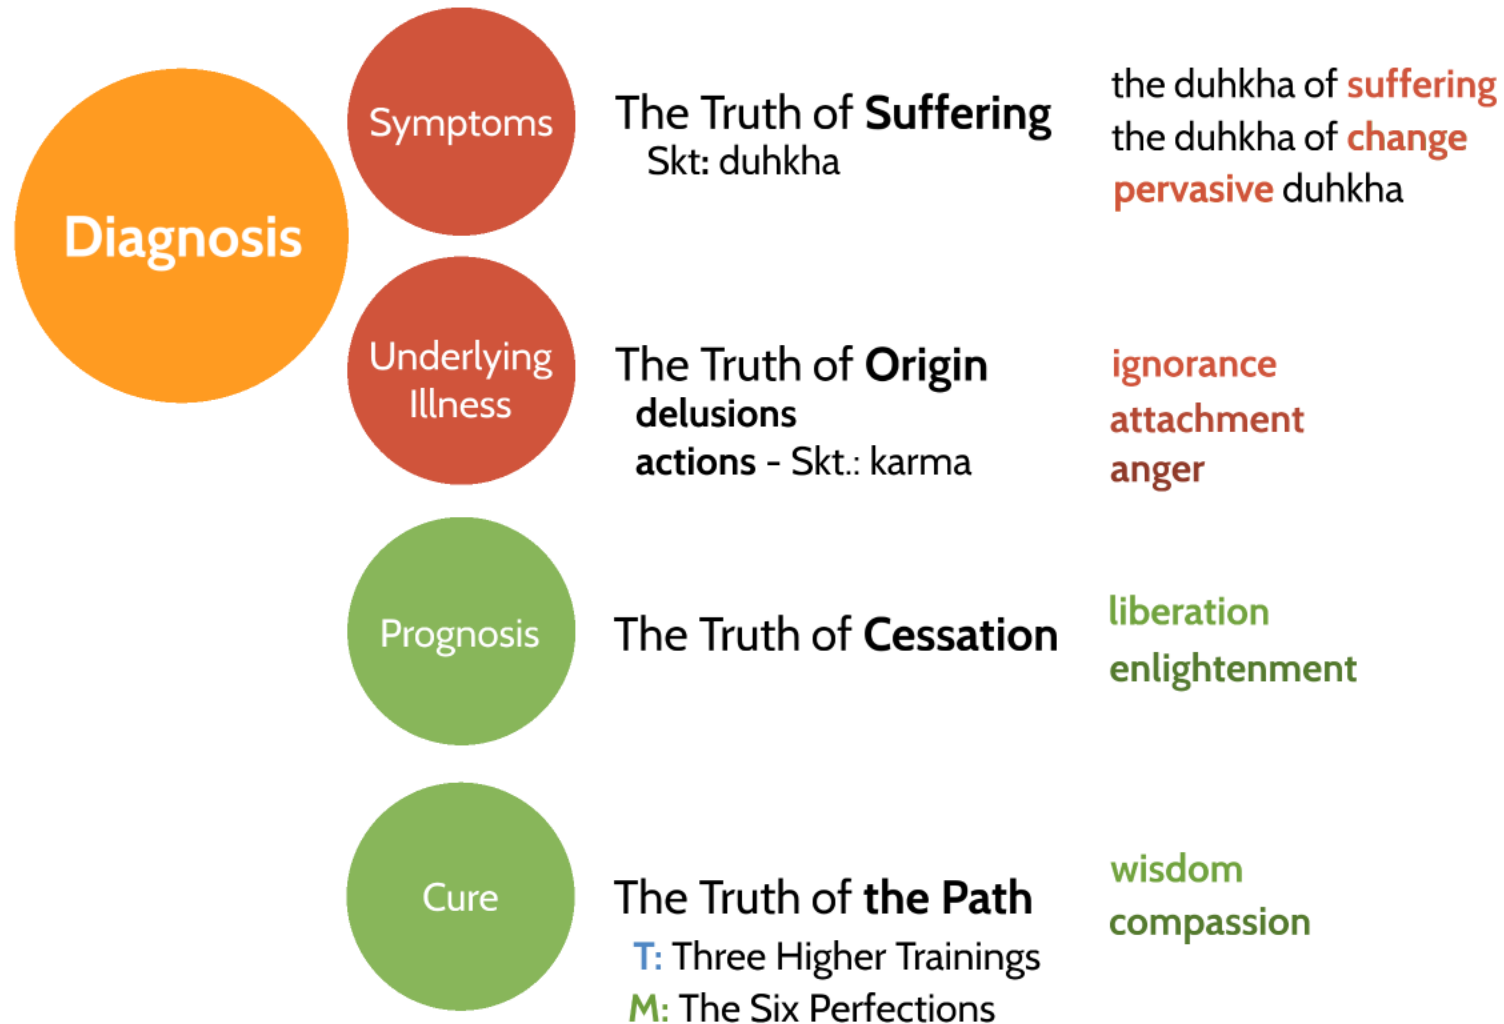 Diagnosis
Symptoms
The Truth of Suffering
Skt: duhkha
the duhkha of suffering
the duhkha of change
pervasive duhkha
Underlying
Illness
The Truth of Origin
delusions
actions - Skt.: karma
ignorance
attachment
anger
Prognosis
The Truth of Cessation
liberation
enlightenment
Cure
The Truth of the Path
T: Three Higher Trainings
M: The Six Perfections
wisdom
compassion